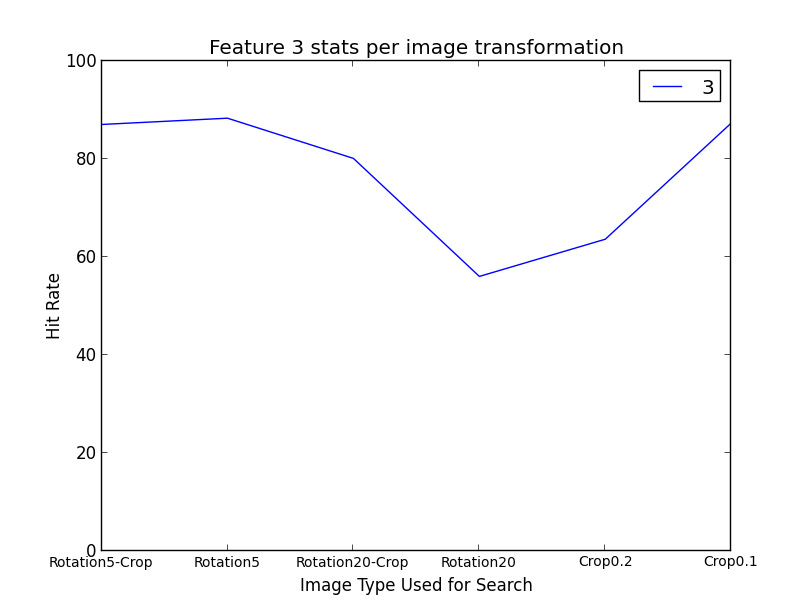 Feature 3 stats per image transformation
3
100
80
60
40
20
0
Hit Rate
Rotation5-Crop Rotation5 Rotation20-Crop Rotation20 Crop0.2 Crop0.1
Image Type Used for Search